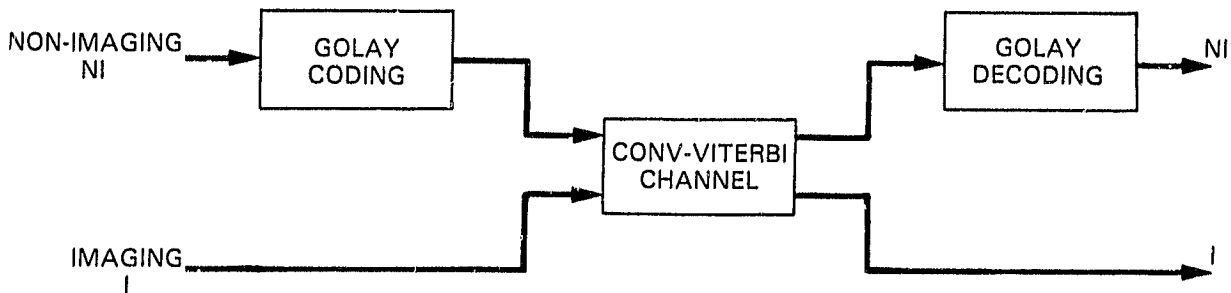 NON-IMAGING
NI
GOLAY
CODING
CONV-VITERBI
CHANNEL
GOLAY
DECODING
NI
IMAGING
I
I